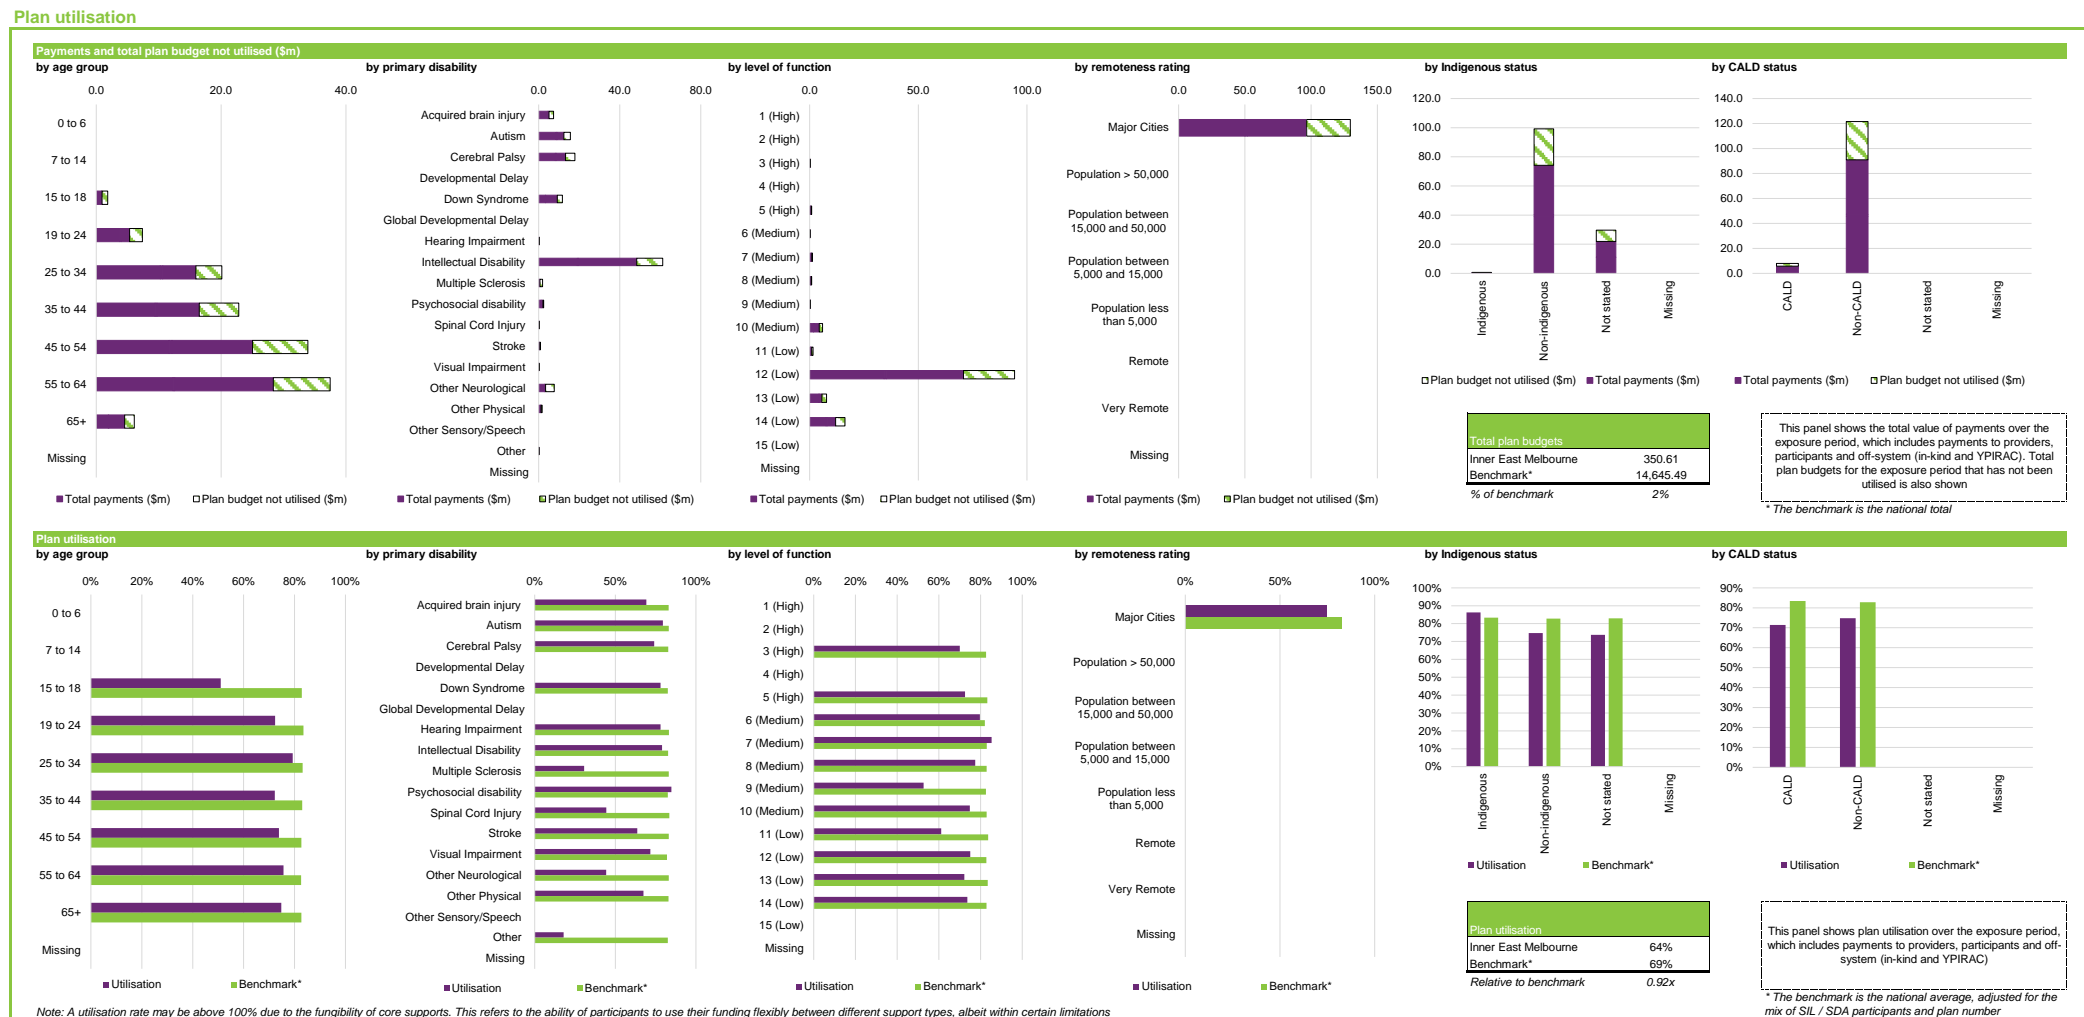 Plan utilisation
Payments and total plan budget not utilised ($m)
by age group
0.0 20.0 40.0
0 to 6
7 to 14
15 to 18
19 to 24
25 to 34
35 to 44
45 to 54
55 to 64
65+
Missing
Total payments ($m) Plan budget not utilised ($m)
by primary disability
0.0 40.0 80.0
Acquired brain injury
Autism
Cerebral Palsy
Developmental Delay
Down Syndrome
Global Developmental Delay
Hearing Impairment
Intellectual Disability
Multiple Sclerosis
Psychosocial disability
Spinal Cord Injury
Stroke
Visual Impairment
Other Neurological
Other Physical
Other Sensory/Speech
Other
Missing
Total payments ($m) Plan budget not utilised ($m)
by level of function
0.0 50.0 100.0
1 (High)
2 (High)
3 (High)
4 (High)
5 (High)
6 (Medium)
7 (Medium)
8 (Medium)
9 (Medium)
10 (Medium)
11 (Low)
12 (Low)
13 (Low)
14 (Low)
15 (Low)
Missing
Total payments ($m) Plan budget not utilised ($m)
by remoteness rating
0.0 50.0 100.0 150.0
Major Cities
Population > 50,000
Population between
15,000 and 50,000
Population between
5,000 and 15,000
Population less
than 5,000
Remote
Very Remote
Missing
Total payments ($m) Plan budget not utilised ($m)
by Indigenous status
120.0
100.0
80.0
60.0
40.0
20.0
0.0
Indigenous
Non-indigenous
Not stated
Missing
Plan budget not utilised ($m) Total payments ($m)
by CALD status
140.0
120.0
100.0
80.0
60.0
40.0
20.0
0.0
CALD
Non-CALD
Not stated
Missing
Total payments ($m) Plan budget not utilised ($m)
Total plan budgets
Inner East Melbourne 350.61
Benchmark* 14,645.49
% of benchmark 2%
This panel shows the total value of payments over the
exposure period, which includes payments to providers,
participants and off-system (in-kind and YPIRAC). Total
plan budgets for the exposure period that has not been
utilised is also shown
* The benchmark is the national total
Plan utilisation
by age group
0% 20% 40% 60% 80% 100%
0 to 6
7 to 14
15 to 18
19 to 24
25 to 34
35 to 44
45 to 54
55 to 64
65+
Missing
Utilisation Benchmark*
by primary disability
0% 50% 100%
Acquired brain injury
Autism
Cerebral Palsy
Developmental Delay
Down Syndrome
Global Developmental Delay
Hearing Impairment
Intellectual Disability
Multiple Sclerosis
Psychosocial disability
Spinal Cord Injury
Stroke
Visual Impairment
Other Neurological
Other Physical
Other Sensory/Speech
Other
Missing
Utilisation Benchmark*
by level of function
0% 20% 40% 60% 80% 100%
1 (High)
2 (High)
3 (High)
4 (High)
5 (High)
6 (Medium)
7 (Medium)
8 (Medium)
9 (Medium)
10 (Medium)
11 (Low)
12 (Low)
13 (Low)
14 (Low)
15 (Low)
Missing
Utilisation Benchmark*
by remoteness rating
0% 50% 100%
Major Cities
Population > 50,000
Population between
15,000 and 50,000
Population between
5,000 and 15,000
Population less
than 5,000
Remote
Very Remote
Missing
Utilisation Benchmark*
by Indigenous status
100%
90%
80%
70%
60%
50%
40%
30%
20%
10%
0%
Indigenous
Non-indigenous
Not stated
Missing
Utilisation Benchmark*
by CALD status
90%
80%
70%
60%
50%
40%
30%
20%
10%
0%
CALD
Non-CALD
Not stated
Missing
Utilisation Benchmark*
Plan utilisation
Inner East Melbourne 64%
Benchmark* 69%
Relative to benchmark 0.92x
This panel shows plan utilisation over the exposure period,
which includes payments to providers, participants and off-
system (in-kind and YPIRAC)
* The benchmark is the national average, adjusted for the
mix of SIL / SDA participants and plan number
Note: A utilisation rate may be above 100% due to the fungibility of core supports. This refers to the ability of participants to use their funding flexibly between different support types, albeit within certain limitations